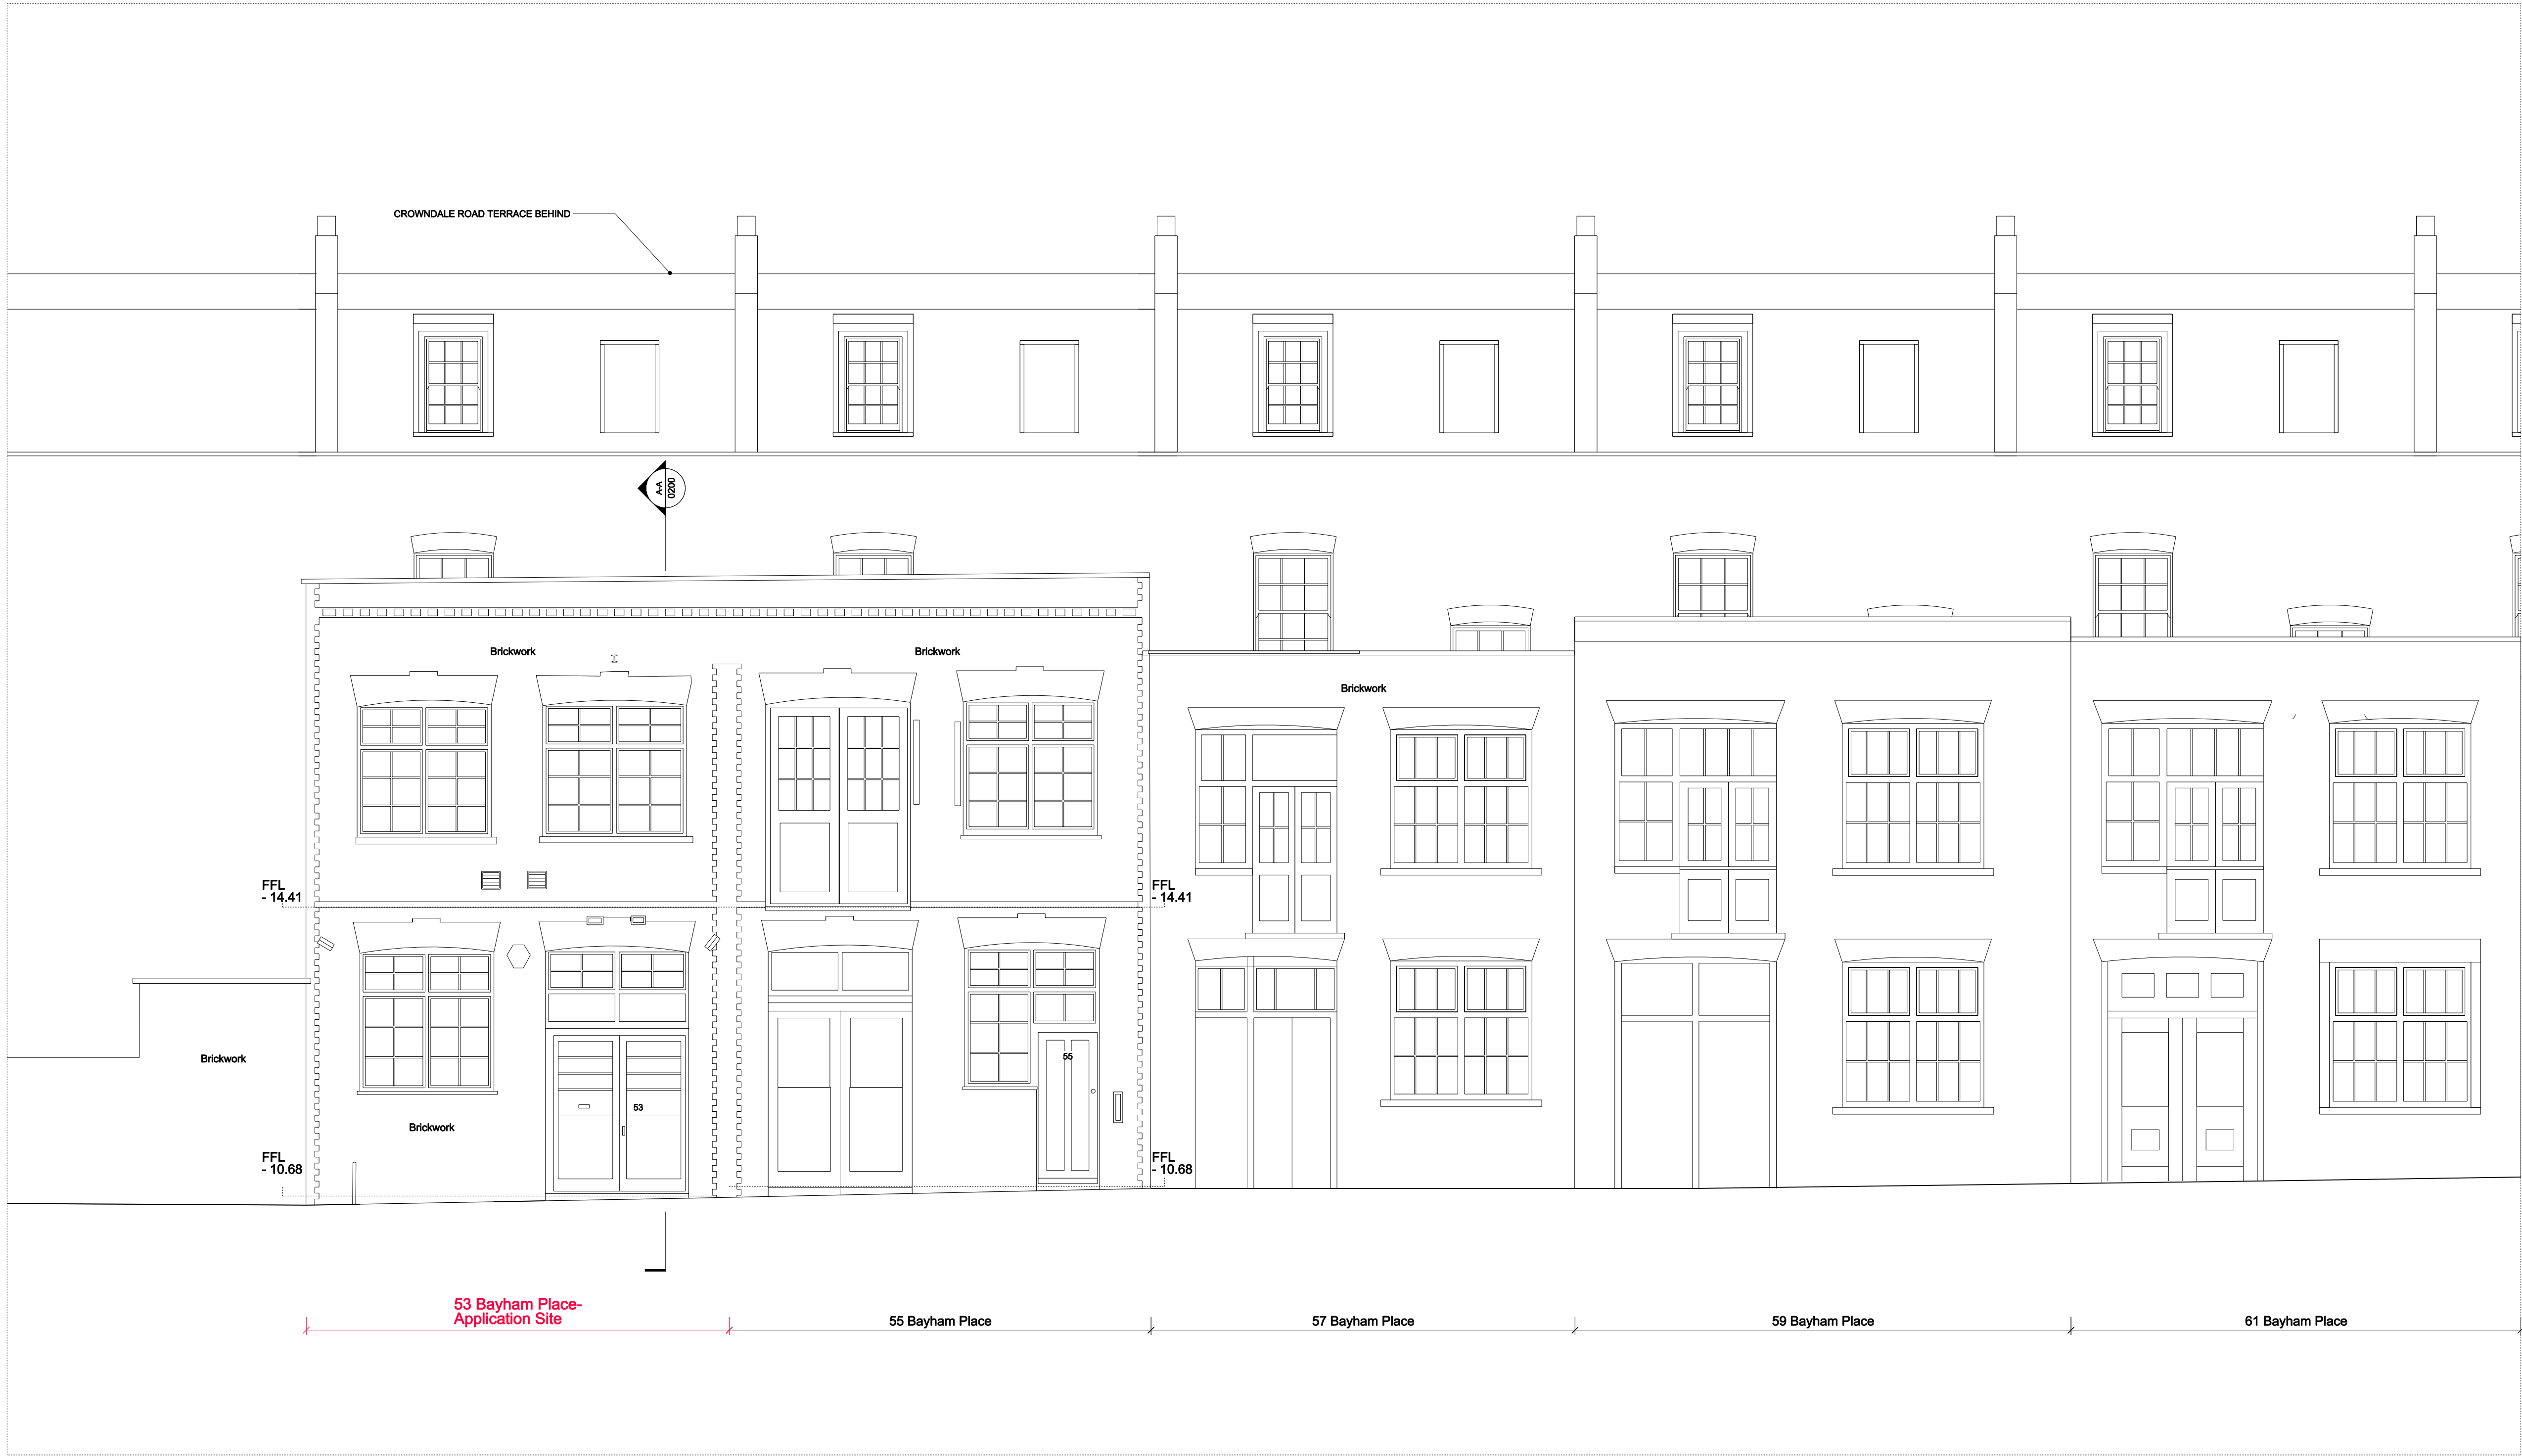 CROWNDALE ROAD TERRACE BEHIND
A-A
0200
Brickwork
Brickwork
Brickwork
FFL
- 14.41
FFL
- 14.41
Brickwork
55
53
Brickwork
FFL
- 10.68
FFL
- 10.68
53 Bayham Place-
Application Site
55 Bayham Place
57 Bayham Place
59 Bayham Place
61 Bayham Place